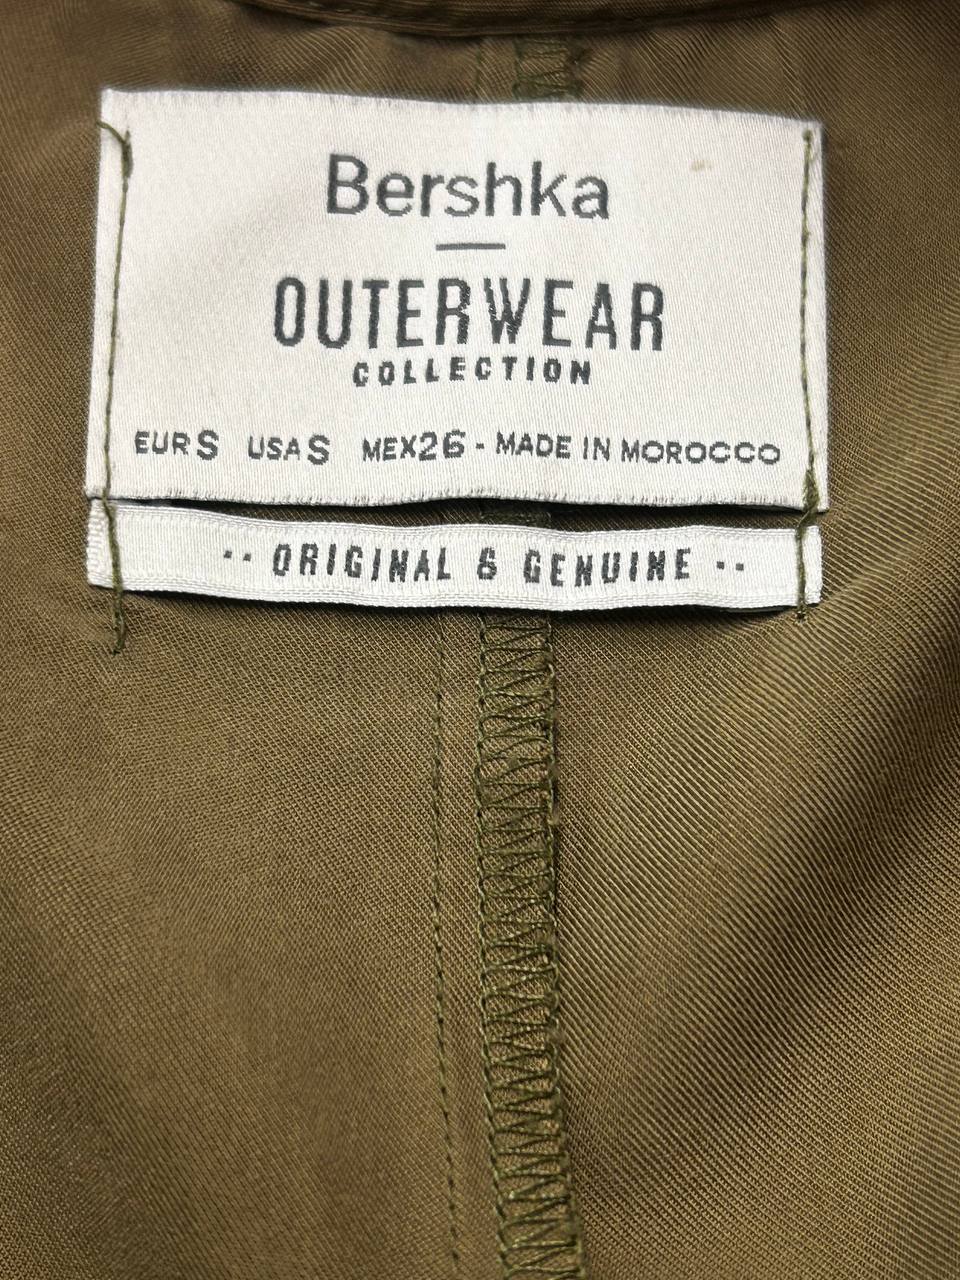 Bershka
OUTERWEAR
COLLECTION
EUR S USA S MEX 26 - MADE IN MOROCCO
·· ORIGINAL & GENUINE ··